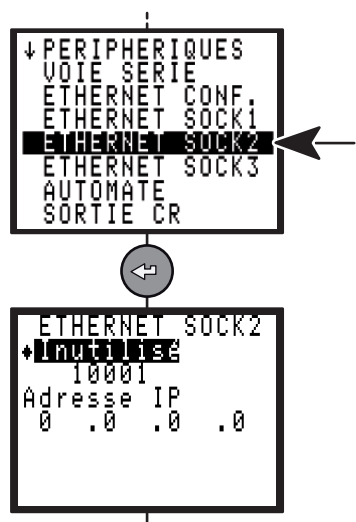 ↓PERIPHERIQUES
VOIE SERIE
ETHERNET CONF.
ETHERNET SOCK1
ETHERNET SOCK2
ETHERNET SOCK3
AUTOMATE
SORTIE CR
ETHERNET SOCK2
♦Inutilisé
10001
Adresse IP
0 .0 .0 .0